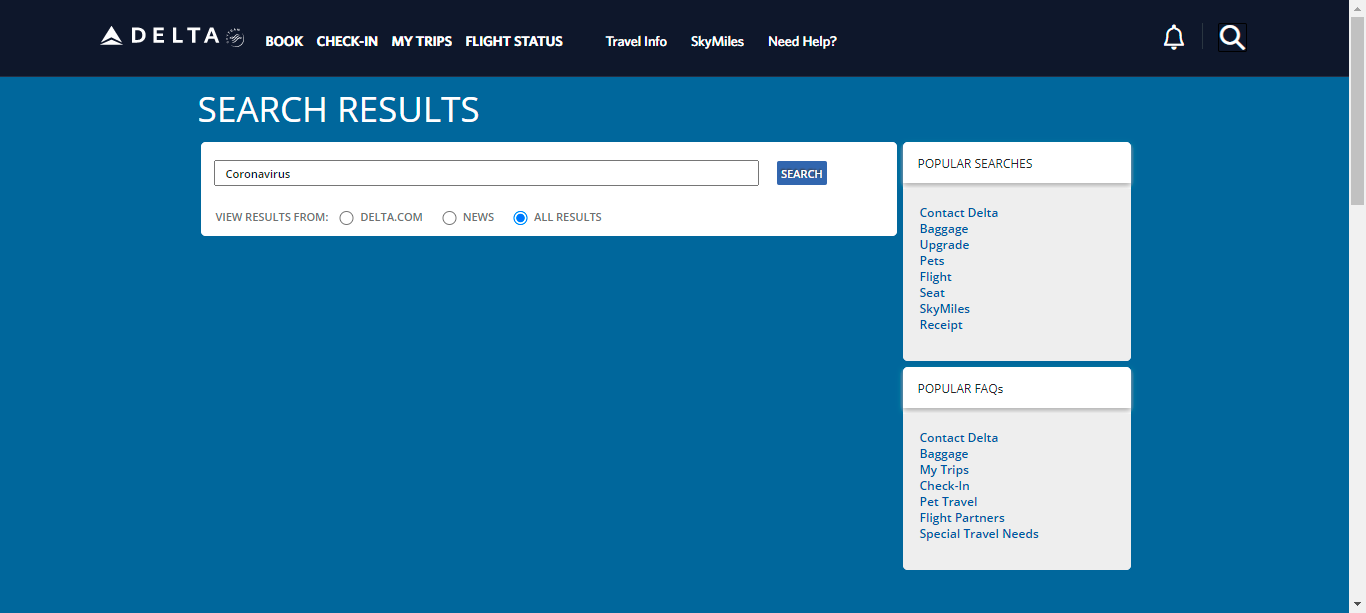 DELTA
BOOK CHECK-IN MY TRIPS FLIGHT STATUS Travel Info SkyMiles Need Help?
SEARCH RESULTS
Coronavirus
SEARCH
VIEW RESULTS FROM: DELTA.COM NEWS ALL RESULTS
POPULAR SEARCHES
Contact Delta
Baggage
Upgrade
Pets
Flight
Seat
SkyMiles
Receipt
POPULAR FAQs
Contact Delta
Baggage
My Trips
Check-In
Pet Travel
Flight Partners
Special Travel Needs